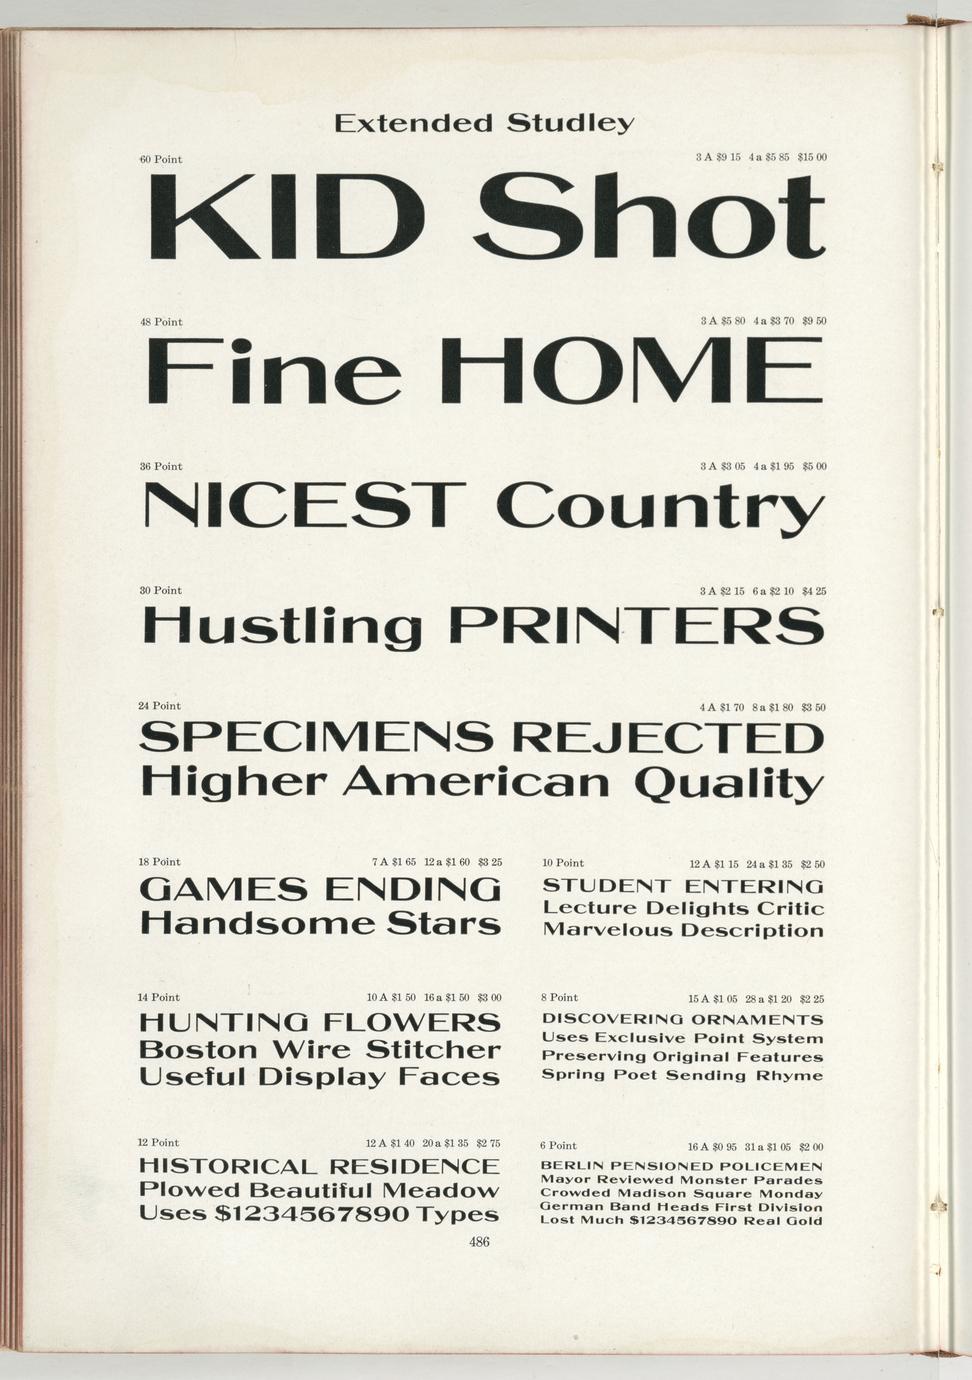 Extended Studley
60 Point 3 A $9 15 4 a $5 85 $15 00
KID Shot
48 Point 3 A $5 80 4 a $3 70 $9 50
Fine HOME
36 Point 3 A $3 05 4 a $1 95 $5 00
NICEST Country
30 Point 3 A $2 15 6 a $2 10 $4 25
Hustling PRINTERS
24 Point 4 A $1 70 8 a $1 80 $3 50
SPECIMENS REJECTED
Higher American Quality
18 Point 7 A $1 65 12 a $1 60 $3 25
GAMES ENDING
Handsome Stars
14 Point 10 A $1 50 16 a $1 50 $3 00
HUNTING FLOWERS
Boston Wire Stitcher
Useful Display Faces
12 Point 12 A $1 40 20 a $1 35 $2 75
HISTORICAL RESIDENCE
Plowed Beautiful Meadow
Uses $1234567890 Types
10 Point 12 A $1 15 24 a $1 35 $2 50
STUDENT ENTERING
Lecture Delights Critic
Marvelous Description
8 Point 15 A $1 05 28 a $1 20 $2 25
DISCOVERING ORNAMENTS
Uses Exclusive Point System
Preserving Original Features
Spring Poet Sending Rhyme
6 Point 16 A $0 95 31 a $1 05 $2 00
BERLIN PENSIONED POLICEMEN
Mayor Reviewed Monster Parades
Crowded Madison Square Monday
German Band Heads First Division
Lost Much $1234567890 Real Gold
486